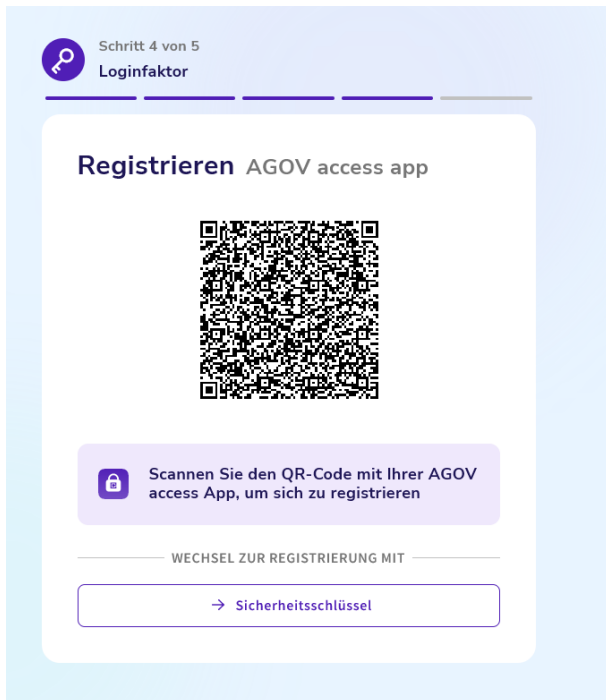 Schritt 4 von 5
Loginfaktor
Registrieren AGOV access app
Scannen Sie den QR-Code mit Ihrer AGOV
access App, um sich zu registrieren
WECHSEL ZUR REGISTRIERUNG MIT
→ Sicherheitsschlüssel